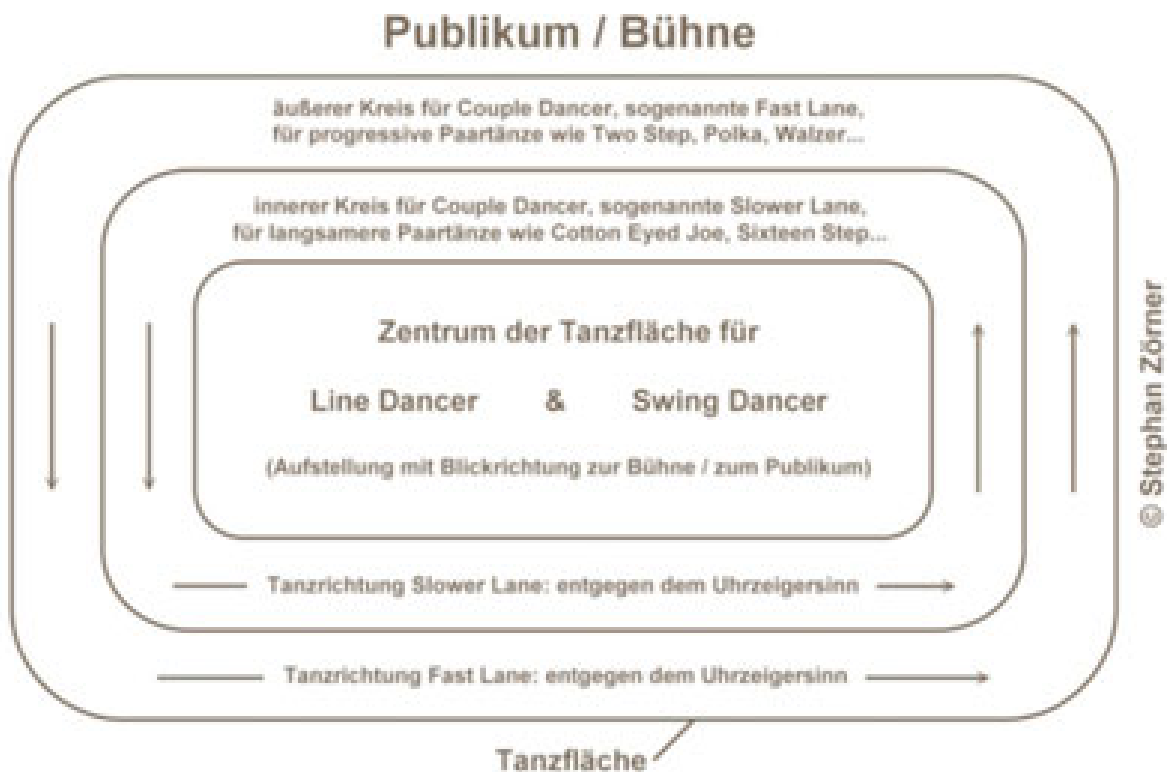 Publikum / Bühne
äußerer Kreis für Couple Dancer, sogenannte Fast Lane,
für progressive Paartänze wie Two Step, Polka, Walzer...
innerer Kreis für Couple Dancer, sogenannte Slower Lane,
für langsamere Paartänze wie Cotton Eyed Joe, Sixteen Step...
Zentrum der Tanzfläche für
Line Dancer & Swing Dancer
(Aufstellung mit Blickrichtung zur Bühne / zum Publikum)
Tanzrichtung Slower Lane: entgegen dem Uhrzeigersinn
Tanzrichtung Fast Lane: entgegen dem Uhrzeigersinn
Tanzfläche
© Stephan Zörner